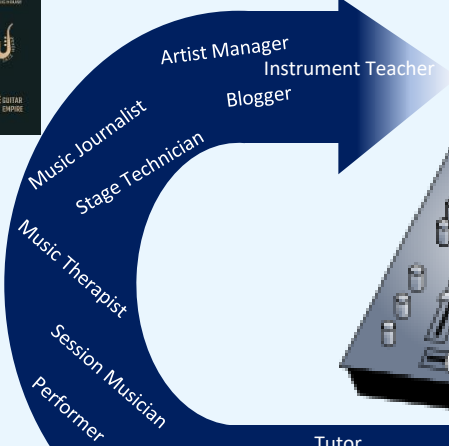 GUITAR
EMPIRE
Artist Manager
Instrument Teacher
Blogger
Music Journalist
Stage Technician
Music Therapist
Session Musician
Performer
Tutor